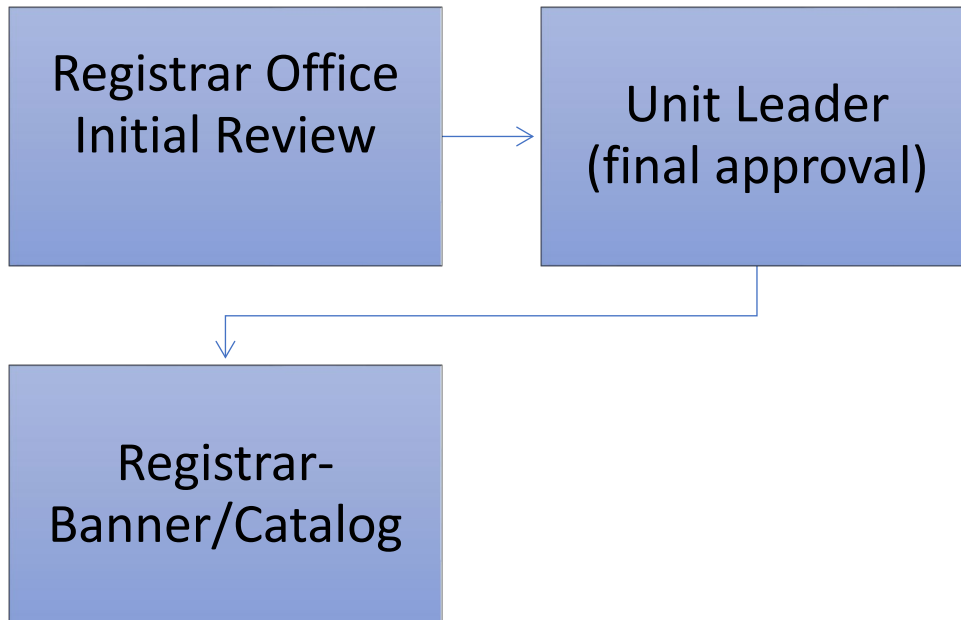 Registrar Office
Initial Review
Unit Leader
(final approval)
Registrar-
Banner/Catalog